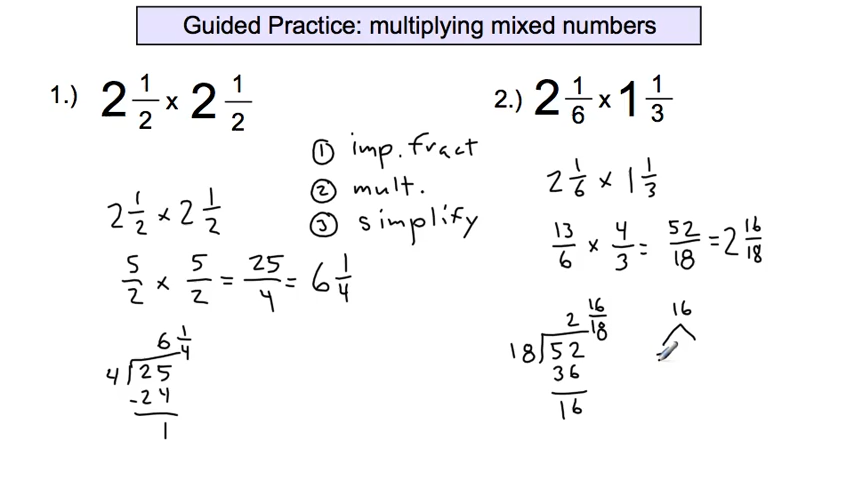 Guided Practice: multiplying mixed numbers
1.) 2 1/2 x 2 1/2
① imp. fract
② mult.
③ simplify
2 1/2 × 2 1/2
5/2 × 5/2 = 25/4 = 6 1/4
6 1/4
4)25
-24
1
2.) 2 1/6 x 1 1/3
2 1/6 × 1 1/3
13/6 × 4/3 = 52/18 = 2 16/18
2 16/18
18)52
36
16
16